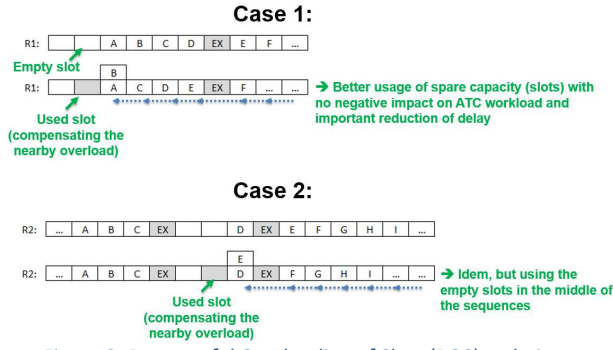 Case 1:
R1: A B C D EX E F ...
Empty slot
B
R1: A C D E EX F ... ...
➔ Better usage of spare capacity (slots) with
no negative impact on ATC workload and
important reduction of delay
Used slot
(compensating the
nearby overload)
Case 2:
R2: ... A B C EX D EX E F G H I ...
E
R2: ... A B C EX D EX F G H I ... ...
➔ Idem, but using the
empty slots in the middle of
the sequences
Used slot
(compensating the
nearby overload)